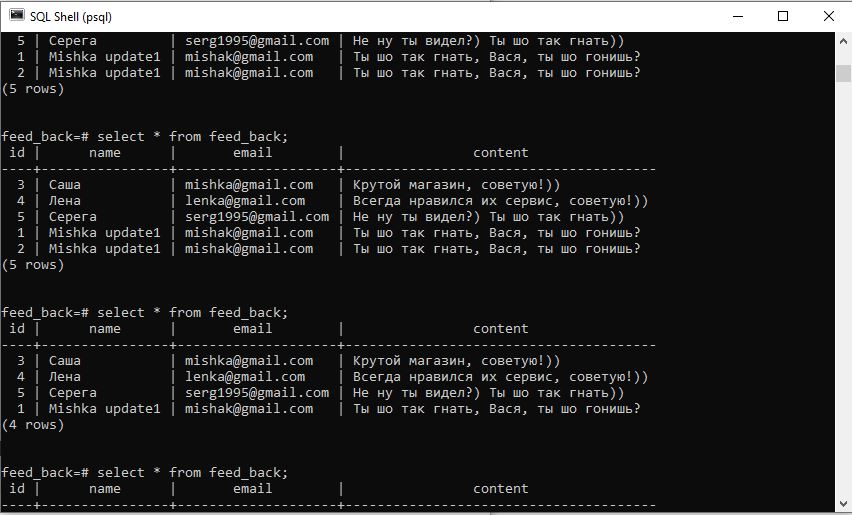 SQL Shell (psql)
5 | Серега | serg1995@gmail.com | Не ну ты видел?) Ты шо так гнать))
1 | Mishka update1 | mishak@gmail.com | Ты шо так гнать, Вася, ты шо гонишь?
2 | Mishka update1 | mishak@gmail.com | Ты шо так гнать, Вася, ты шо гонишь?
(5 rows)
feed_back=# select * from feed_back;
id | name | email | content
----+----------------+--------------------+---------------------------------------
3 | Саша | mishka@gmail.com | Крутой магазин, советую!))
4 | Лена | lenka@gmail.com | Всегда нравился их сервис, советую!))
5 | Серега | serg1995@gmail.com | Не ну ты видел?) Ты шо так гнать))
1 | Mishka update1 | mishak@gmail.com | Ты шо так гнать, Вася, ты шо гонишь?
2 | Mishka update1 | mishak@gmail.com | Ты шо так гнать, Вася, ты шо гонишь?
(5 rows)
feed_back=# select * from feed_back;
id | name | email | content
----+----------------+--------------------+---------------------------------------
3 | Саша | mishka@gmail.com | Крутой магазин, советую!))
4 | Лена | lenka@gmail.com | Всегда нравился их сервис, советую!))
5 | Серега | serg1995@gmail.com | Не ну ты видел?) Ты шо так гнать))
1 | Mishka update1 | mishak@gmail.com | Ты шо так гнать, Вася, ты шо гонишь?
(4 rows)
feed_back=# select * from feed_back;
id | name | email | content
----+----------------+--------------------+---------------------------------------